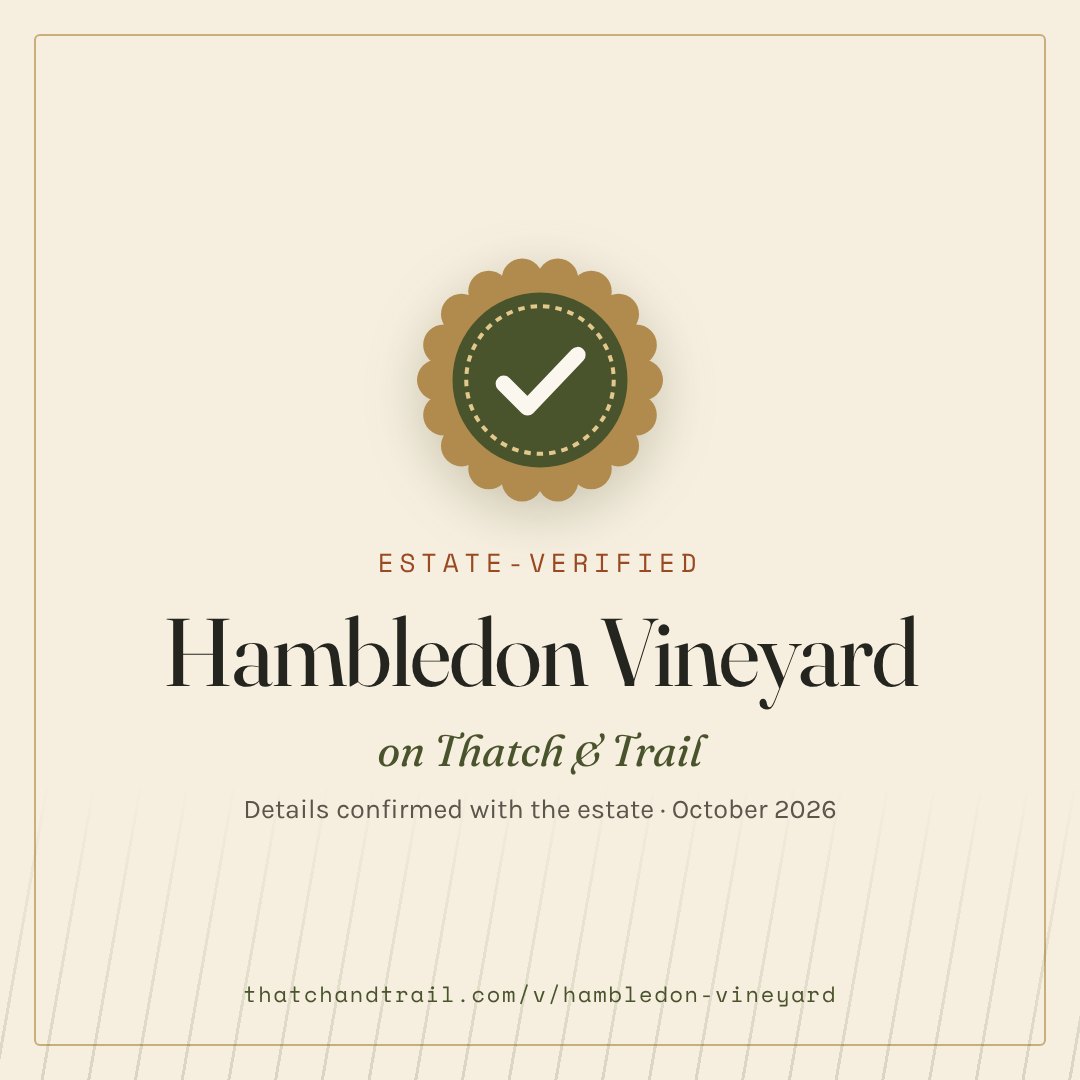 ESTATE-VERIFIED
Hambledon Vineyard
on Thatch & Trail
Details confirmed with the estate · October 2026
thatchandtrail.com/v/hambledon-vineyard